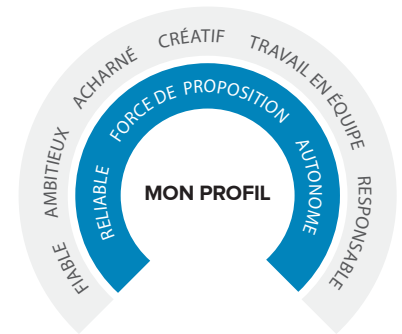 FIABLE AMBITIEUX ACHARNÉ CRÉATIF TRAVAIL EN ÉQUIPE RESPONSABLE
RELIABLE FORCE DE PROPOSITION AUTONOME
MON PROFIL